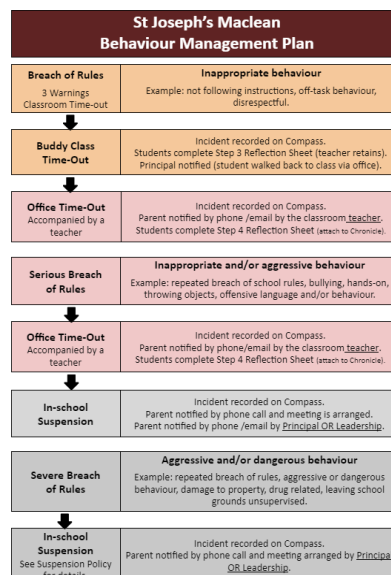 St Joseph's Maclean
Behaviour Management Plan
Breach of Rules
3 Warnings
Classroom Time-out
Inappropriate behaviour
Example: not following instructions, off-task behaviour,
disrespectful.
Buddy Class
Time-Out
Incident recorded on Compass.
Students complete Step 3 Reflection Sheet (teacher retains).
Principal notified (student walked back to class via office).
Office Time-Out
Accompanied by a
teacher
Incident recorded on Compass.
Parent notified by phone /email by the classroom teacher.
Students complete Step 4 Reflection Sheet (attach to Chronicle).
Serious Breach
of Rules
Inappropriate and/or aggressive behaviour
Example: repeated breach of school rules, bullying, hands-on,
throwing objects, offensive language and/or behaviour.
Office Time-Out
Accompanied by a
teacher
Incident recorded on Compass.
Parent notified by phone/email by the classroom teacher.
Students complete Step 4 Reflection Sheet (attach to Chronicle).
In-school
Suspension
Incident recorded on Compass.
Parent notified by phone call and meeting is arranged.
Parent notified by phone /email by Principal OR Leadership.
Severe Breach
of Rules
Aggressive and/or dangerous behaviour
Example: repeated breach of rules, aggressive or dangerous
behaviour, damage to property, drug related, leaving school
grounds unsupervised.
In-school
Suspension
See Suspension Policy
for details
Incident recorded on Compass.
Parent notified by phone call and meeting arranged by Principa
OR Leadership.